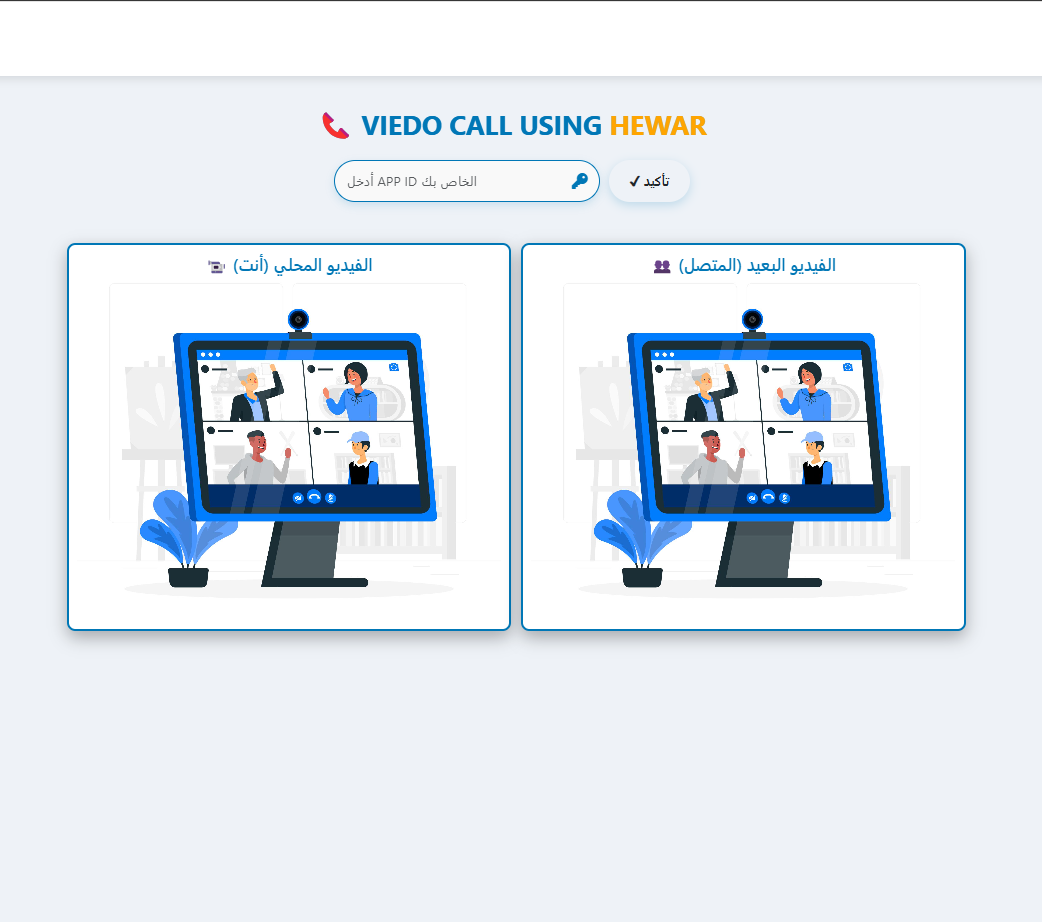 VIEDO CALL USING HEWAR
أدخل APP ID الخاص بك
تأكيد ✔
الفيديو المحلي (أنت)
الفيديو البعيد (المتصل)